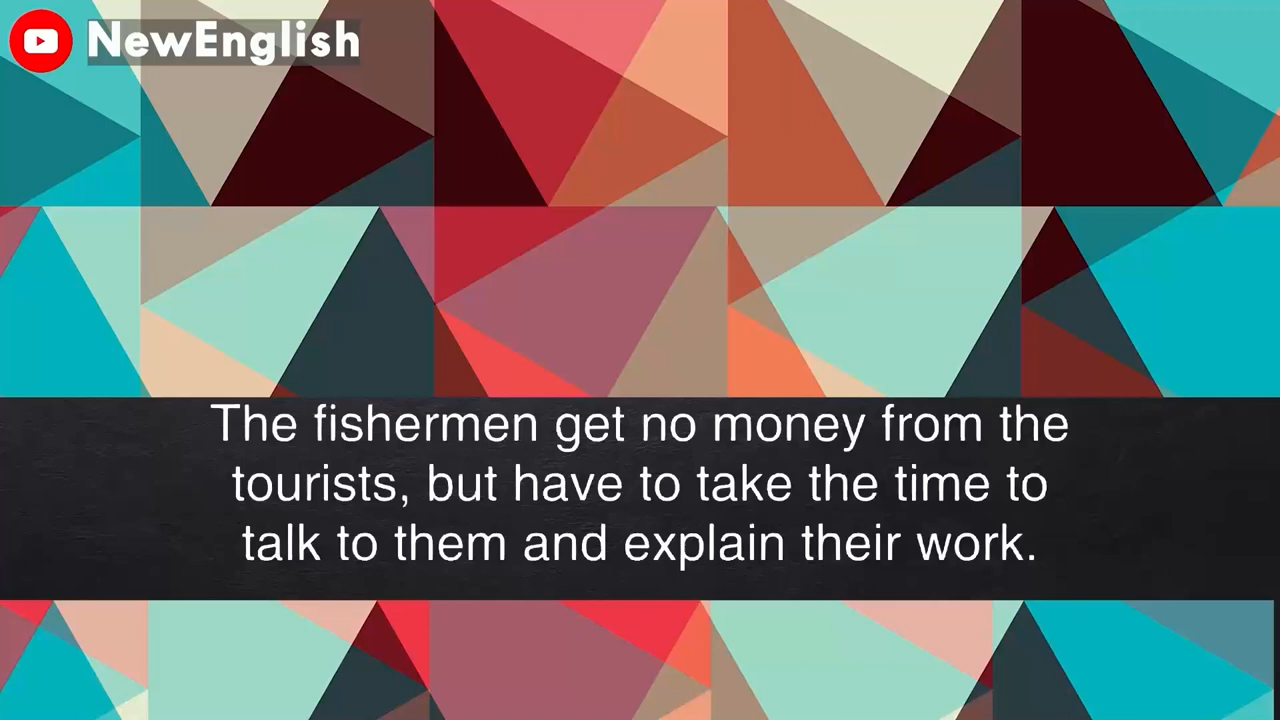 NewEnglish
The fishermen get no money from the
tourists, but have to take the time to
talk to them and explain their work.